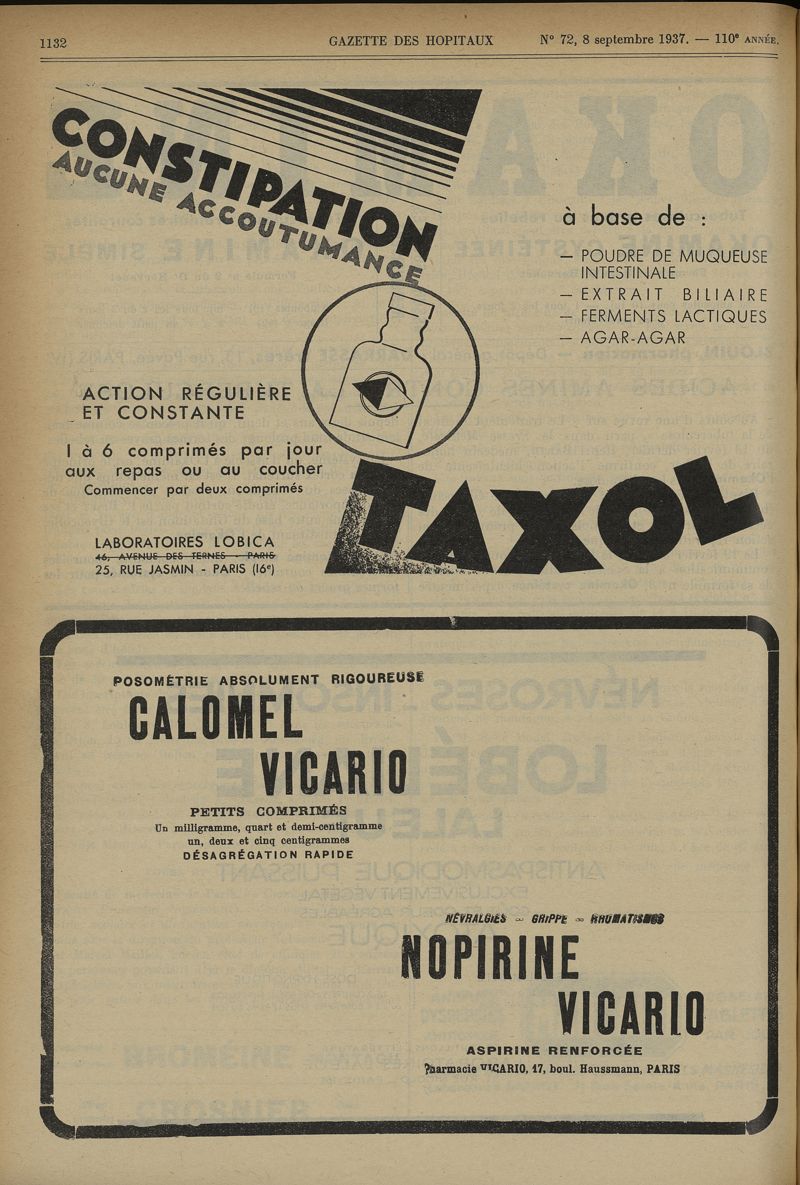 1132
GAZETTE DES HOPITAUX
N° 72, 8 septembre 1937. — 110e ANNÉE.
CONSTIPATION
AUCUNE ACCOUTUMANCE
à base de :
— POUDRE DE MUQUEUSE
INTESTINALE
— EXTRAIT BILIAIRE
— FERMENTS LACTIQUES
— AGAR-AGAR
ACTION RÉGULIÈRE
ET CONSTANTE
1 à 6 comprimés par jour
aux repas ou au coucher
Commencer par deux comprimés
TAXOL
LABORATOIRES LOBICA
46, AVENUE DES TERNES - PARIS
25, RUE JASMIN - PARIS (16e)
POSOMÉTRIE ABSOLUMENT RIGOUREUSE
CALOMEL
VICARIO
PETITS COMPRIMÉS
Un milligramme, quart et demi-centigramme
un, deux et cinq centigrammes
DÉSAGRÉGATION RAPIDE
NÉVRALGIES - GRIPPE - RHUMATISMES
NOPIRINE
VICARIO
ASPIRINE RENFORCÉE
Pharmacie VICARIO, 17, boul. Haussmann, PARIS